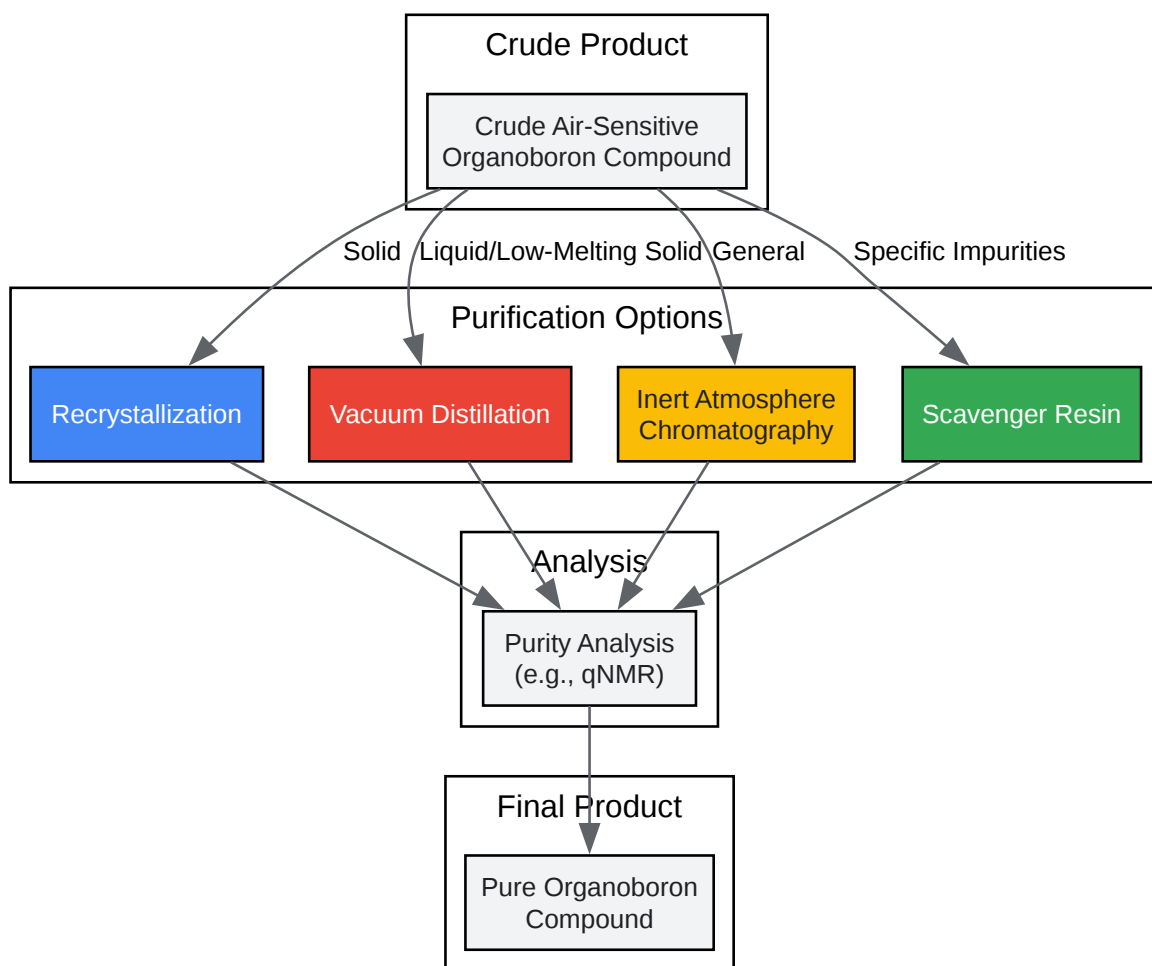 Crude Product
Crude Air-Sensitive
Organoboron Compound
Solid
Liquid/Low-Melting Solid
General
Specific Impurities
Purification Options
Recrystallization
Vacuum Distillation
Inert Atmosphere
Chromatography
Scavenger Resin
Analysis
Purity Analysis
(e.g., qNMR)
Final Product
Pure Organoboron
Compound